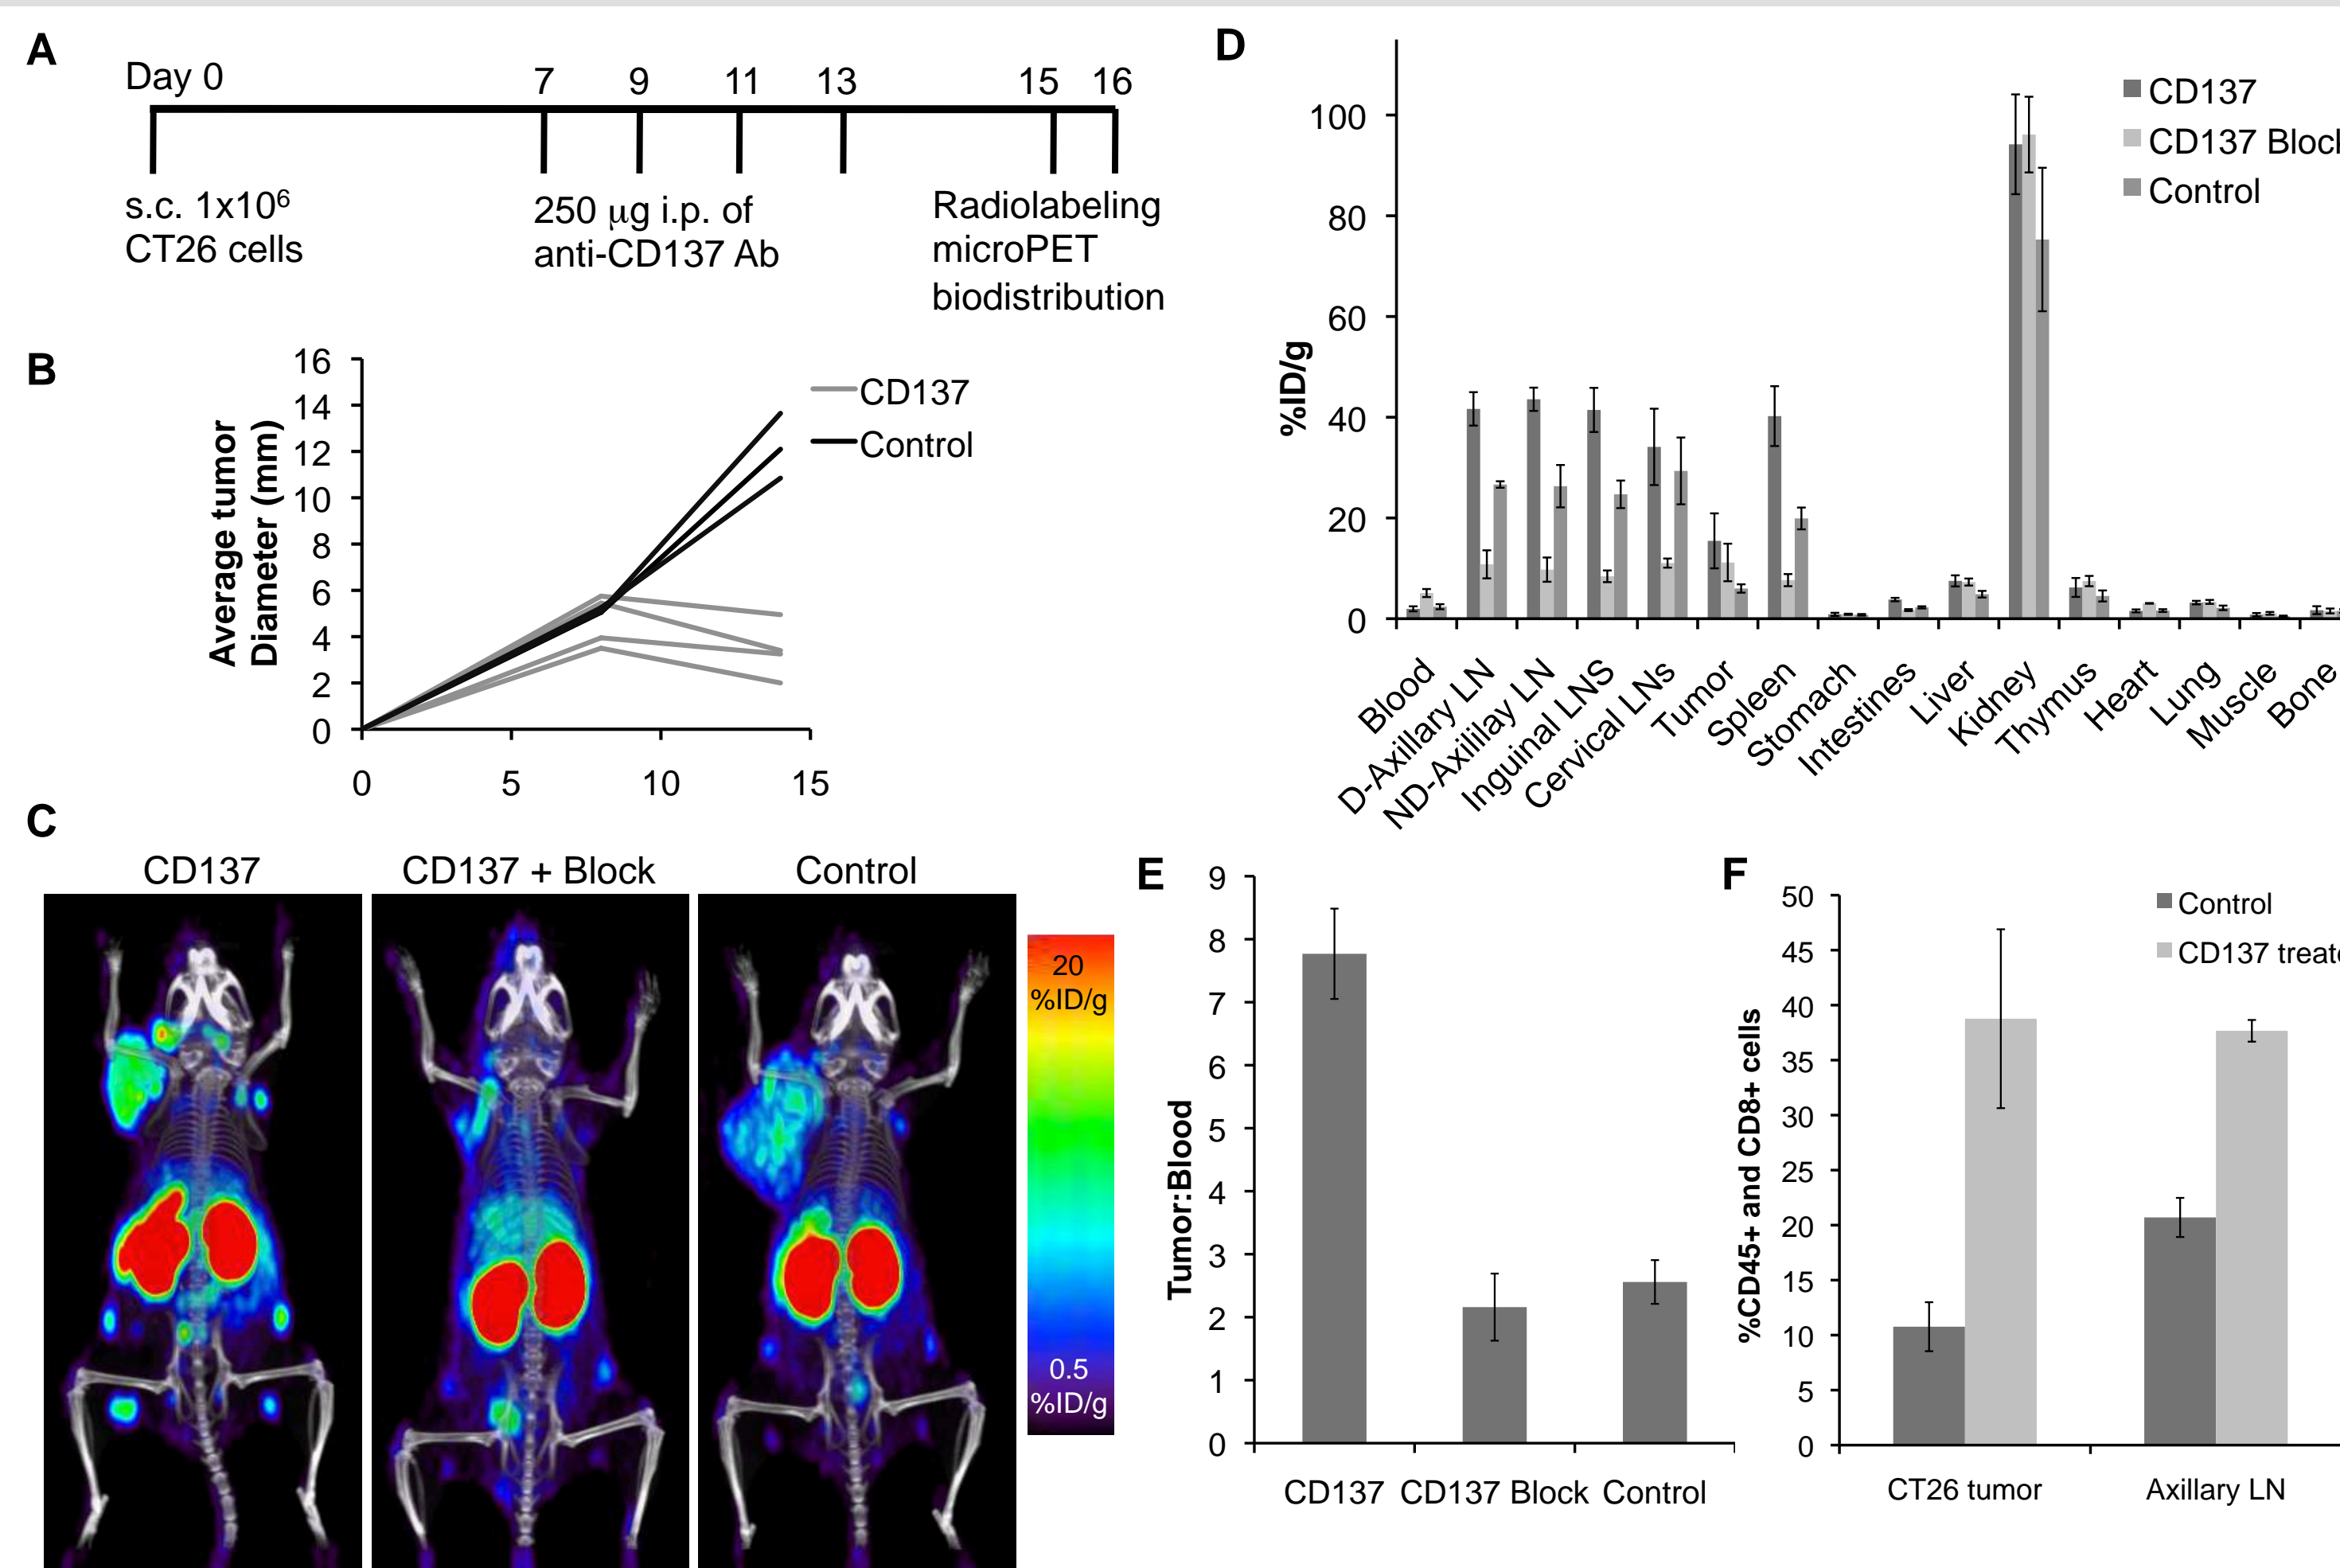 A
Day 0 7 9 11 13 15 16
s.c. 1x10⁶
CT26 cells
250 μg i.p. of
anti-CD137 Ab
Radiolabeling
microPET
biodistribution
B
16
14
12
10
8
6
4
2
0
0 5 10 15
Average tumor
Diameter (mm)
CD137
Control
C
CD137 CD137 + Block Control
20
%ID/g
0.5
%ID/g
D
100
80
60
40
20
0
%ID/g
CD137
CD137 Block
Control
Blood
D-Axillary LN
ND-Axililay LN
Inguinal LNS
Cervical LNs
Tumor
Spleen
Stomach
Intestines
Liver
Kidney
Thymus
Heart
Lung
Muscle
Bone
E
9
8
7
6
5
4
3
2
1
0
Tumor:Blood
CD137 CD137 Block Control
F
50
45
40
35
30
25
20
15
10
5
0
%CD45+ and CD8+ cells
Control
CD137
CT26 tumor Axillary LN